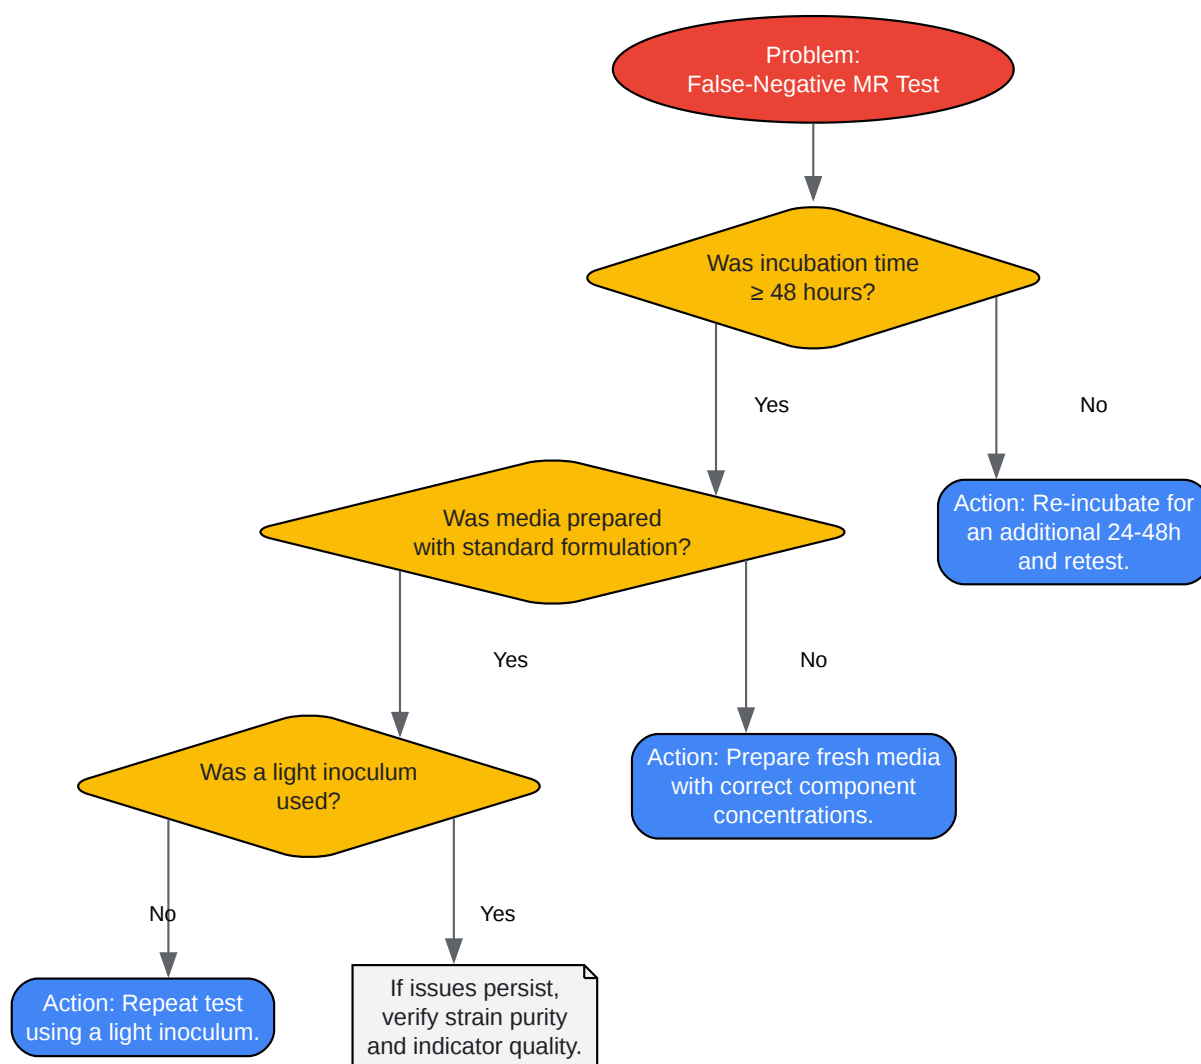 Problem:
False-Negative MR Test
Was incubation time
≥ 48 hours?
Yes
No
Was media prepared
with standard formulation?
Action: Re-incubate for
an additional 24-48h
and retest.
Yes
No
Was a light inoculum
used?
Action: Prepare fresh media
with correct component
concentrations.
No
Yes
Action: Repeat test
using a light inoculum.
If issues persist,
verify strain purity
and indicator quality.